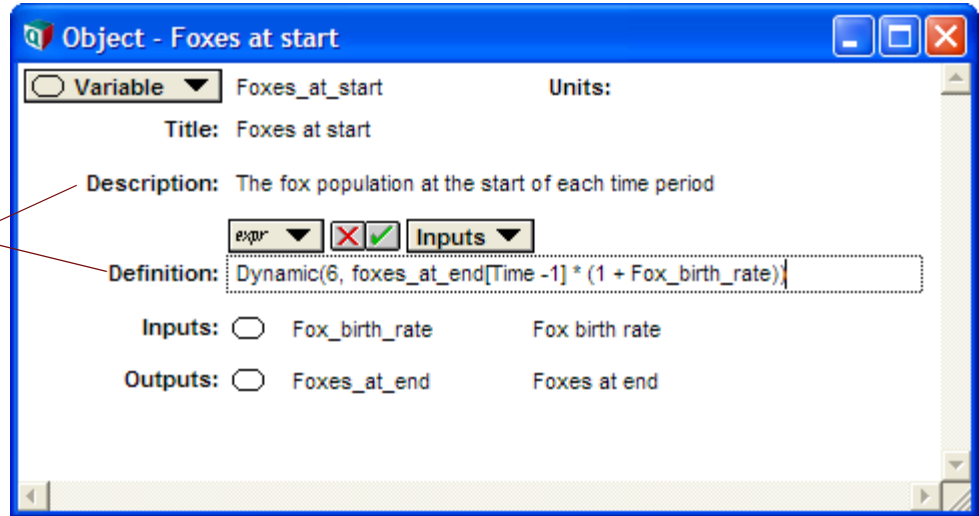 Object - Foxes at start
Variable Foxes_at_start Units:
Title: Foxes at start
Description: The fox population at the start of each time period
expr Inputs
Definition: Dynamic(6, foxes_at_end[Time -1] * (1 + Fox_birth_rate))
Inputs: Fox_birth_rate Fox birth rate
Outputs: Foxes_at_end Foxes at end